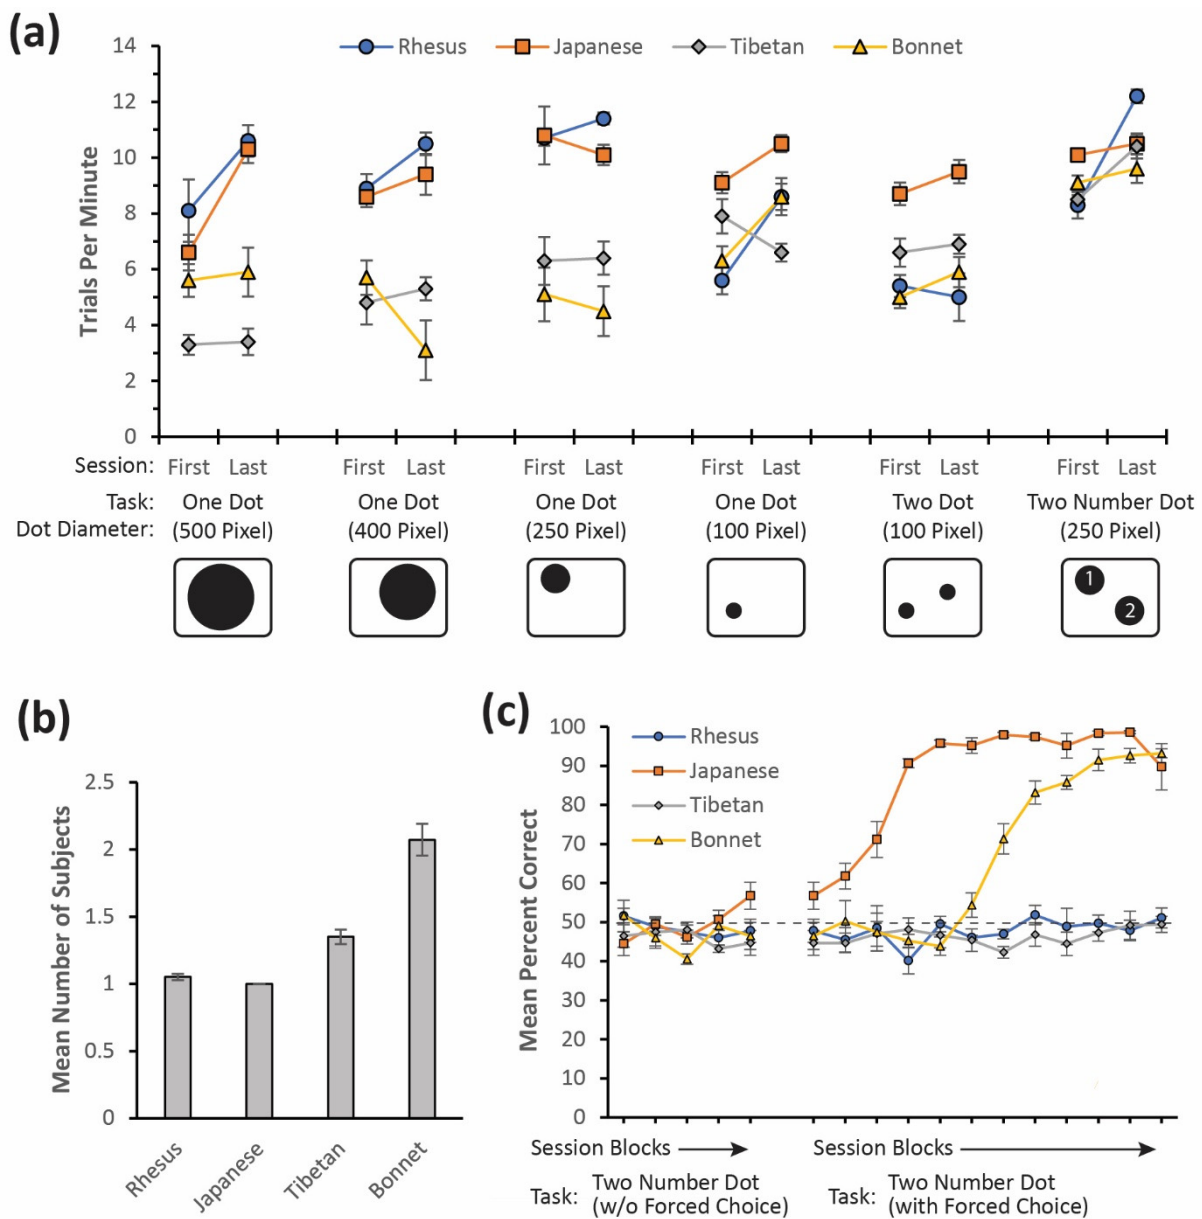 (a)
Rhesus Japanese Tibetan Bonnet
Trials Per Minute
14
12
10
8
6
4
2
0
Session: First Last First Last First Last First Last First Last First Last
Task: One Dot One Dot One Dot One Dot Two Dot Two Number Dot
Dot Diameter: (500 Pixel) (400 Pixel) (250 Pixel) (100 Pixel) (100 Pixel) (250 Pixel)
1
2
(b)
Mean Number of Subjects
2.5
2
1.5
1
0.5
0
Rhesus
Japanese
Tibetan
Bonnet
(c)
Rhesus
Japanese
Tibetan
Bonnet
Mean Percent Correct
100
90
80
70
60
50
40
30
20
10
0
Session Blocks Session Blocks
Task: Two Number Dot Task: Two Number Dot
(w/o Forced Choice) (with Forced Choice)